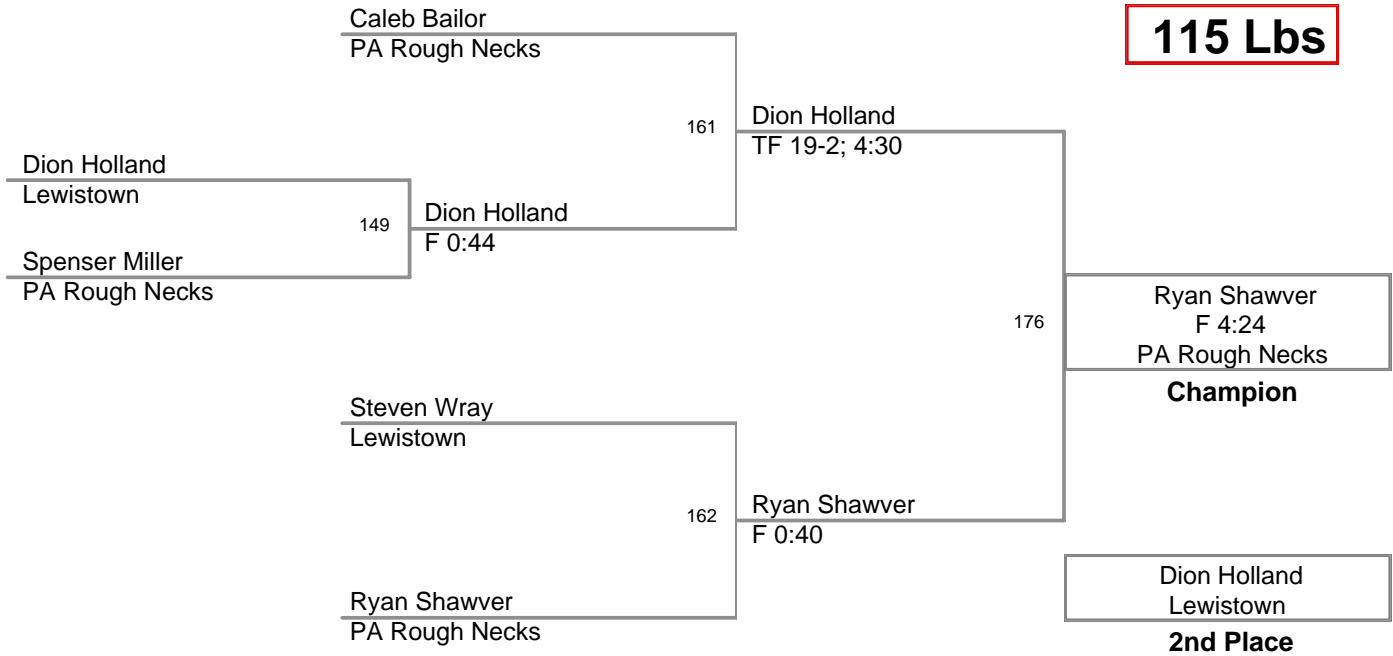 Caleb Bailor
PA Rough Necks
115 Lbs
161
Dion Holland
TF 19-2; 4:30
Dion Holland
Lewistown
149
Dion Holland
F 0:44
Spenser Miller
PA Rough Necks
176
Ryan Shawver
F 4:24
PA Rough Necks
Champion
Steven Wray
Lewistown
162
Ryan Shawver
F 0:40
Ryan Shawver
PA Rough Necks
Dion Holland
Lewistown
2nd Place